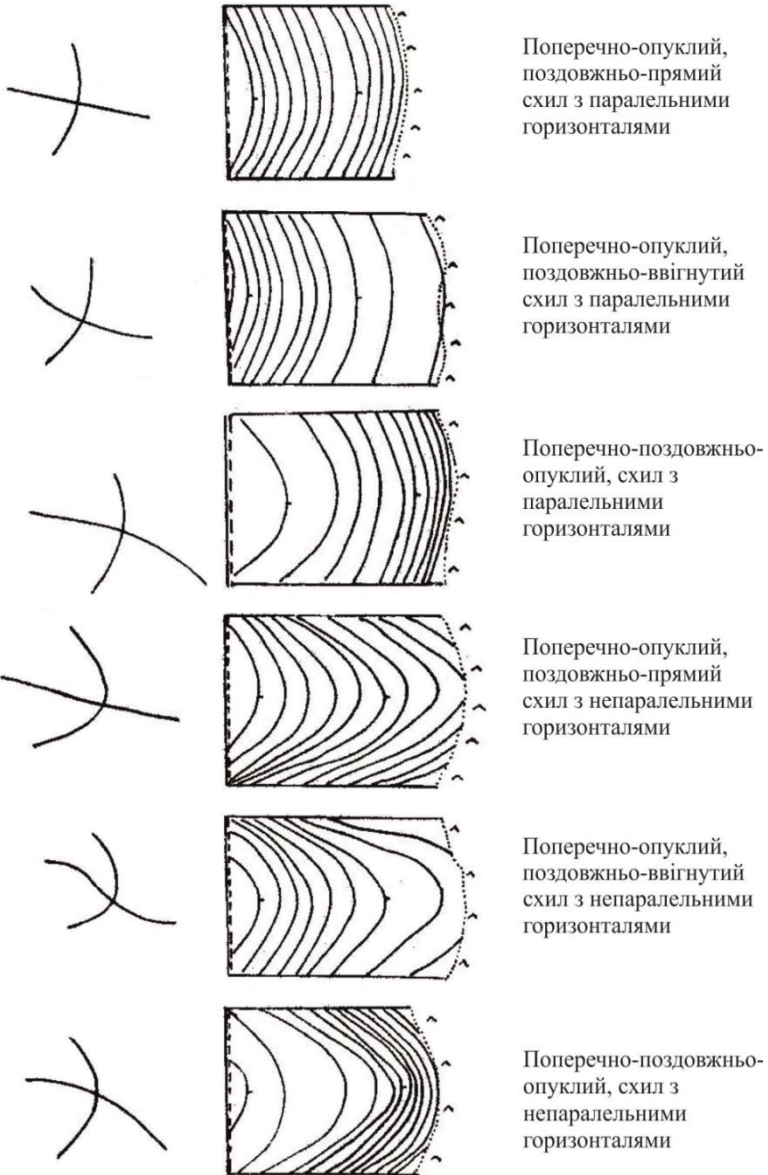 Поперечно-опуклий,
поздовжньо-прямий
схил з паралельними
горизонталями
Поперечно-опуклий,
поздовжньо-ввігнутий
схил з паралельними
горизонталями
Поперечно-поздовжньо-
опуклий, схил з
паралельними
горизонталями
Поперечно-опуклий,
поздовжньо-прямий
схил з непаралельними
горизонталями
Поперечно-опуклий,
поздовжньо-ввігнутий
схил з непаралельними
горизонталями
Поперечно-поздовжньо-
опуклий, схил з
непаралельними
горизонталями